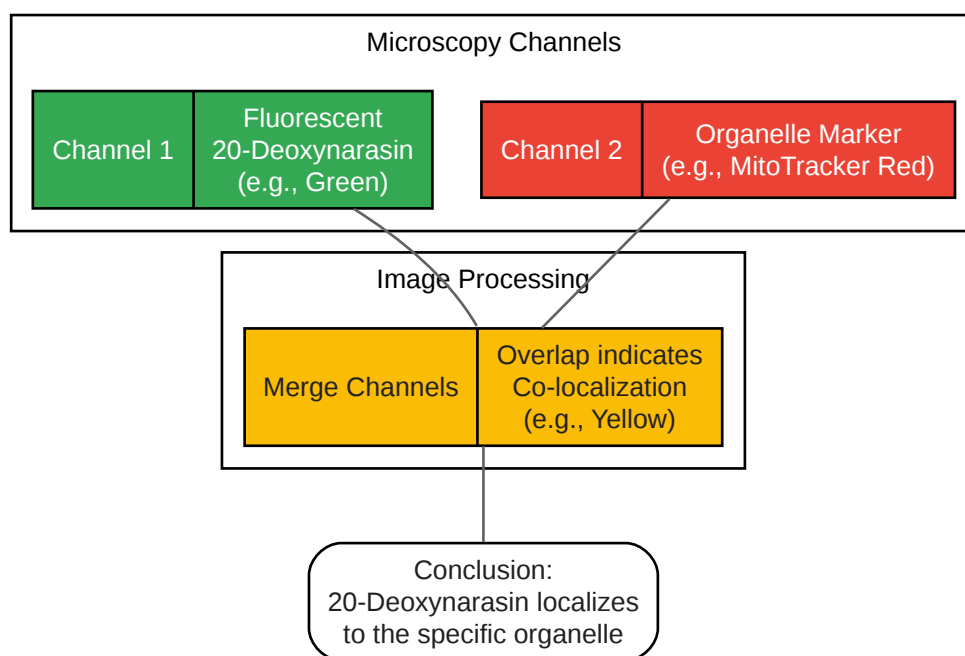 Microscopy Channels
Channel 1
Fluorescent
20-Deoxynarasin
(e.g., Green)
Channel 2
Organelle Marker
(e.g., MitoTracker Red)
Image Processing
Merge Channels
Overlap indicates
Co-localization
(e.g., Yellow)
Conclusion:
20-Deoxynarasin localizes
to the specific organelle